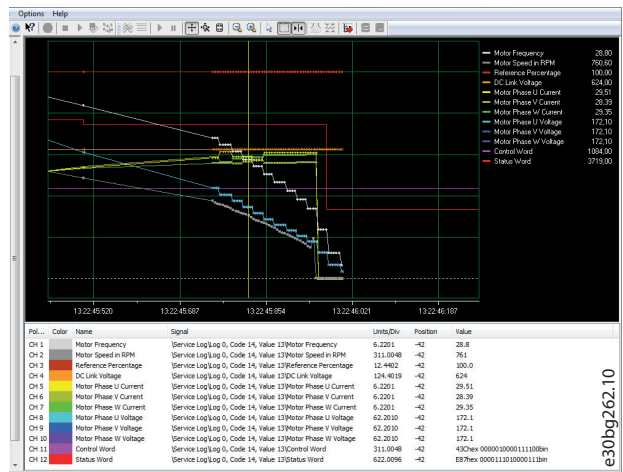 Options Help
Motor Frequency 28,80
Motor Speed in RPM 760,60
Reference Percentage 100,00
DC Link Voltage 624,00
Motor Phase U Current 29,51
Motor Phase V Current 28,39
Motor Phase W Current 29,35
Motor Phase U Voltage 172,10
Motor Phase V Voltage 172,10
Motor Phase W Voltage 172,10
Control Word 1084,00
Status Word 3719,00
13:22:45:520 13:22:45:687 13:22:45:854 13:22:46:021 13:22:46:187
Pol... Color Name Signal Units/Div Position Value
CH 1 Motor Frequency \Service Log\Log 0, Code 14, Value 13\Motor Frequency 6.2201 -42 28.8
CH 2 Motor Speed in RPM \Service Log\Log 0, Code 14, Value 13\Motor Speed in RPM 311.0048 -42 761
CH 3 Reference Percentage \Service Log\Log 0, Code 14, Value 13\Reference Percentage 12.4402 -42 100.0
CH 4 DC Link Voltage \Service Log\Log 0, Code 14, Value 13\DC Link Voltage 124.4019 -42 624
CH 5 Motor Phase U Current \Service Log\Log 0, Code 14, Value 13\Motor Phase U Current 6.2201 -42 29.51
CH 6 Motor Phase V Current \Service Log\Log 0, Code 14, Value 13\Motor Phase V Current 6.2201 -42 28.39
CH 7 Motor Phase W Current \Service Log\Log 0, Code 14, Value 13\Motor Phase W Current 6.2201 -42 29.35
CH 8 Motor Phase U Voltage \Service Log\Log 0, Code 14, Value 13\Motor Phase U Voltage 62.2010 -42 172.1
CH 9 Motor Phase V Voltage \Service Log\Log 0, Code 14, Value 13\Motor Phase V Voltage 62.2010 -42 172.1
CH 10 Motor Phase W Voltage \Service Log\Log 0, Code 14, Value 13\Motor Phase W Voltage 62.2010 -42 172.1
CH 11 Control Word \Service Log\Log 0, Code 14, Value 13\Control Word 311.0048 -42 43Chex 0000010000111100bin
CH 12 Status Word \Service Log\Log 0, Code 14, Value 13\Status Word 622.0096 -42 E87hex 0000111010000111bin
e30bg262.10